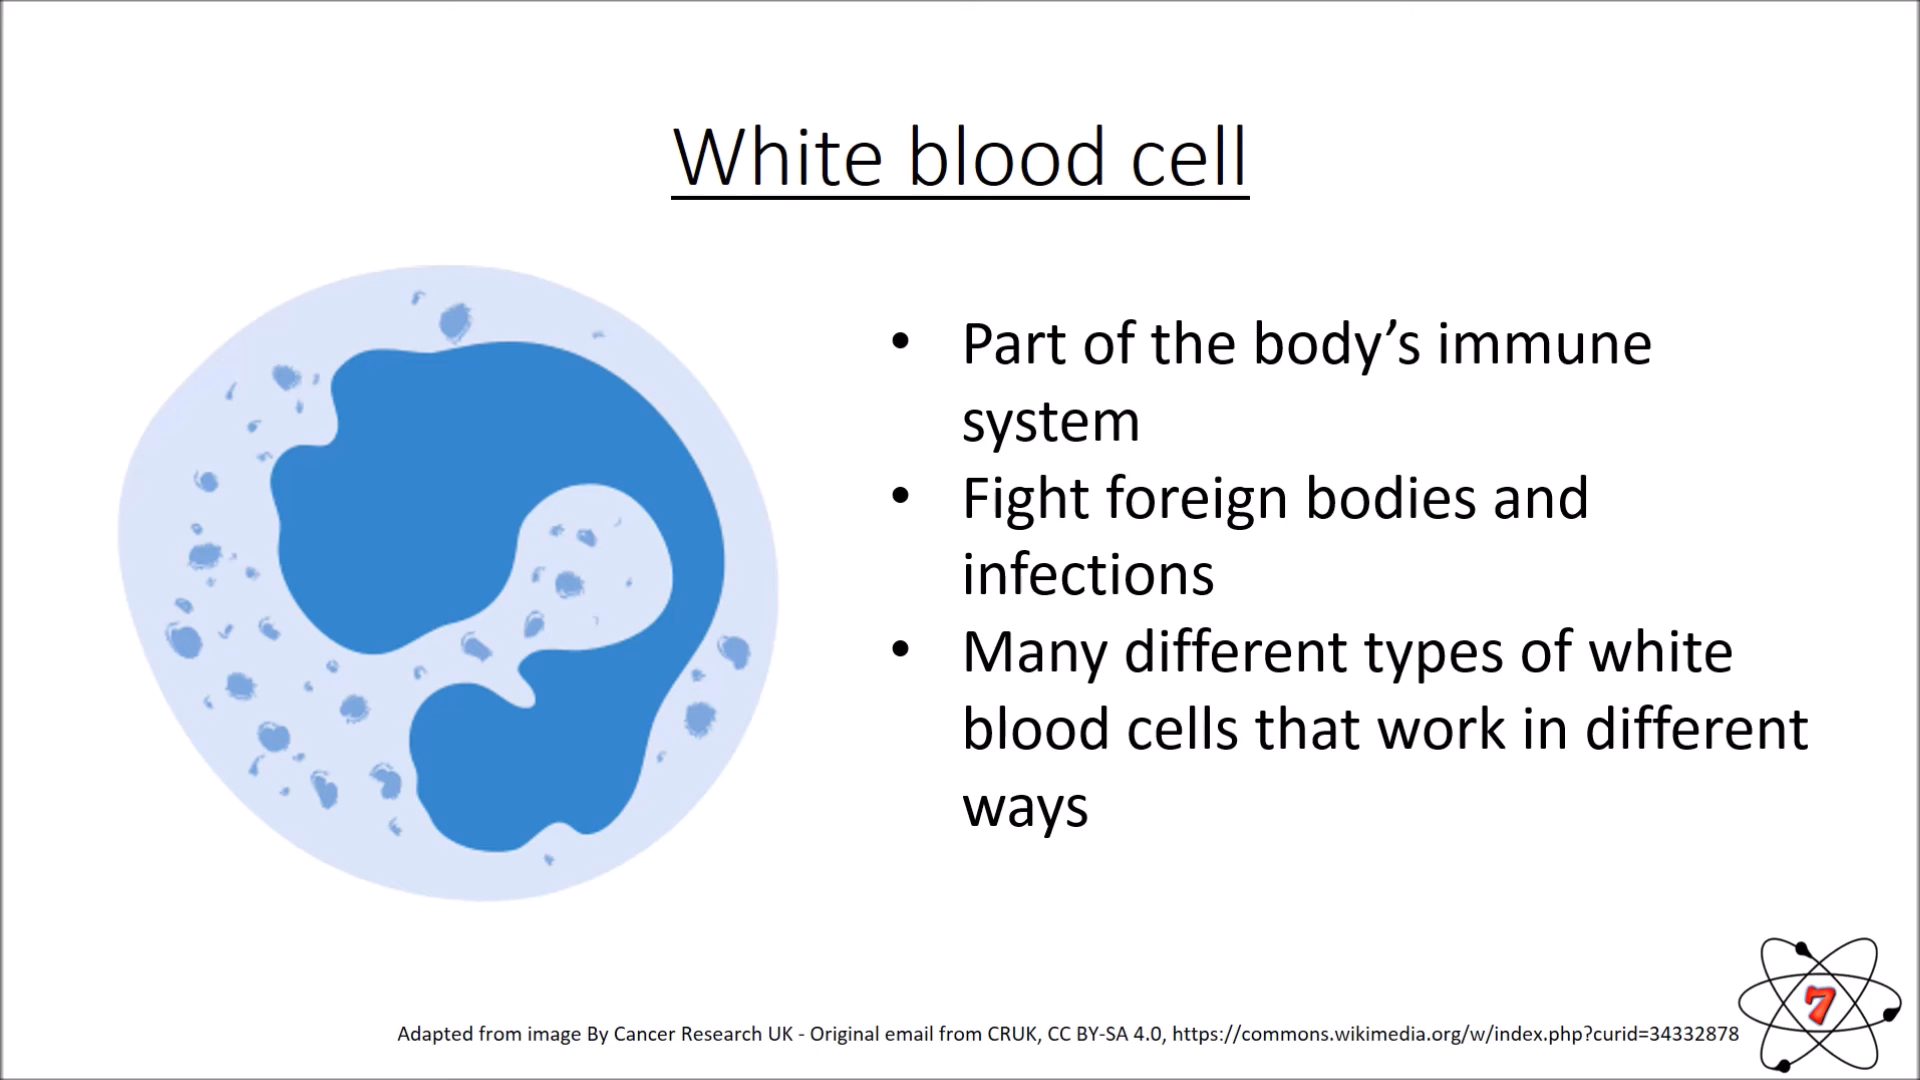 White blood cell
• Part of the body’s immune
system
• Fight foreign bodies and
infections
• Many different types of white
blood cells that work in different
ways
7
Adapted from image By Cancer Research UK - Original email from CRUK, CC BY-SA 4.0, https://commons.wikimedia.org/w/index.php?curid=34332878